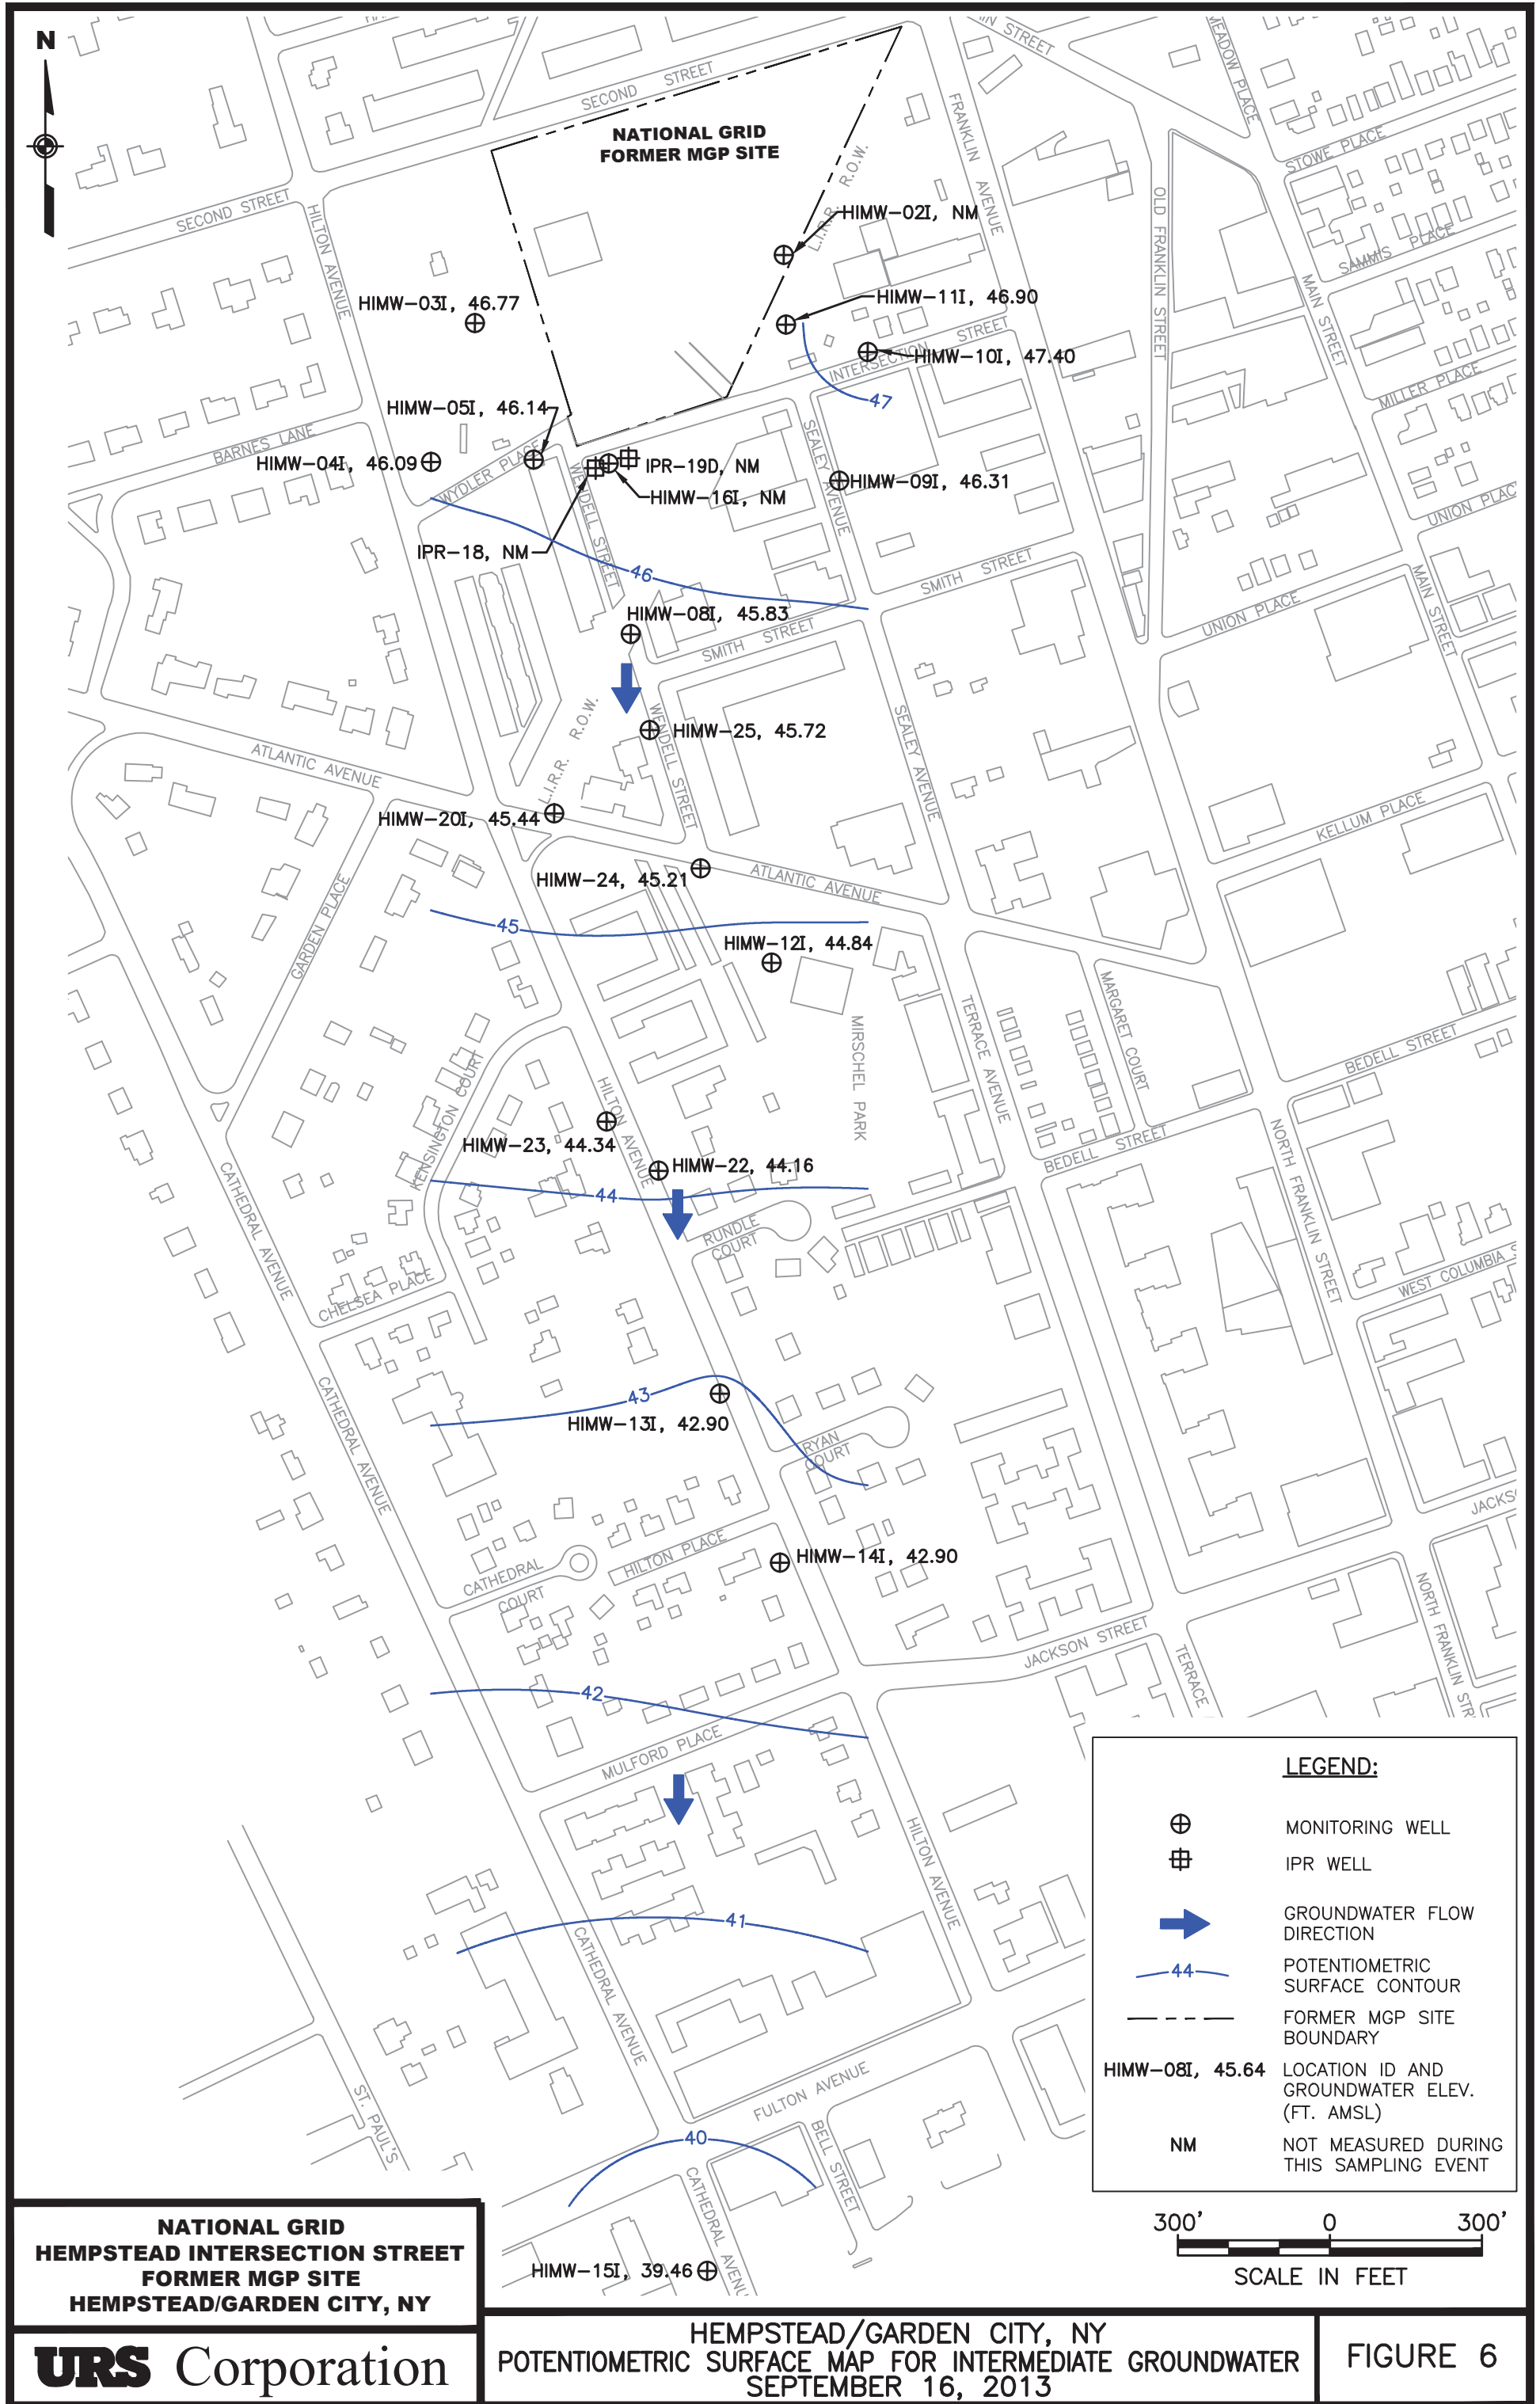 N
SECOND STREET
NATIONAL GRID
FORMER MGP SITE
STREET
MEADOW PLACE
FRANKLIN AVENUE
STOWE PLACE
SECOND STREET
HILTON AVENUE
L.I.R.R. R.O.W.
HIMW-02I, NM
OLD FRANKLIN STREET
SAMMIS PLACE
MAIN STREET
HIMW-03I, 46.77
HIMW-11I, 46.90
INTERSECTION STREET
HIMW-10I, 47.40
47
MILLER PLACE
HIMW-05I, 46.14
BARNES LANE
HIMW-04I, 46.09
WYDLER PLACE
WENDELL STREET
IPR-19D, NM
HIMW-16I, NM
SEALEY AVENUE
HIMW-09I, 46.31
UNION PLAC
IPR-18, NM
46
SMITH STREET
MAIN STREET
HIMW-08I, 45.83
SMITH STREET
UNION PLACE
L.I.R.R. R.O.W.
WENDELL STREET
HIMW-25, 45.72
SEALEY AVENUE
ATLANTIC AVENUE
HIMW-20I, 45.44
KELLUM PLACE
HIMW-24, 45.21
ATLANTIC AVENUE
GARDEN PLACE
45
HIMW-12I, 44.84
MIRSCHEL PARK
TERRACE AVENUE
MARGARET COURT
BEDELL STREET
KENSINGTON COURT
HILTON AVENUE
HIMW-23, 44.34
HIMW-22, 44.16
BEDELL STREET
NORTH FRANKLIN STREET
CATHEDRAL AVENUE
44
RUNDLE
COURT
WEST COLUMBIA S
CHELSEA PLACE
CATHEDRAL AVENUE
43
HIMW-13I, 42.90
RYAN
COURT
JACKS
HIMW-14I, 42.90
HILTON PLACE
CATHEDRAL
COURT
NORTH FRANKLIN STR
JACKSON STREET
TERRACE
42
MULFORD PLACE
HILTON AVENUE
41
CATHEDRAL AVENUE
FULTON AVENUE
ST. PAUL'S
BELL STREET
40
CATHEDRAL AVENU
HIMW-15I, 39.46
LEGEND:
MONITORING WELL
IPR WELL
GROUNDWATER FLOW
DIRECTION
44
POTENTIOMETRIC
SURFACE CONTOUR
FORMER MGP SITE
BOUNDARY
HIMW-08I, 45.64
LOCATION ID AND
GROUNDWATER ELEV.
(FT. AMSL)
NM
NOT MEASURED DURING
THIS SAMPLING EVENT
300' 0 300'
SCALE IN FEET
NATIONAL GRID
HEMPSTEAD INTERSECTION STREET
FORMER MGP SITE
HEMPSTEAD/GARDEN CITY, NY
URS Corporation
HEMPSTEAD/GARDEN CITY, NY
POTENTIOMETRIC SURFACE MAP FOR INTERMEDIATE GROUNDWATER
SEPTEMBER 16, 2013
FIGURE 6